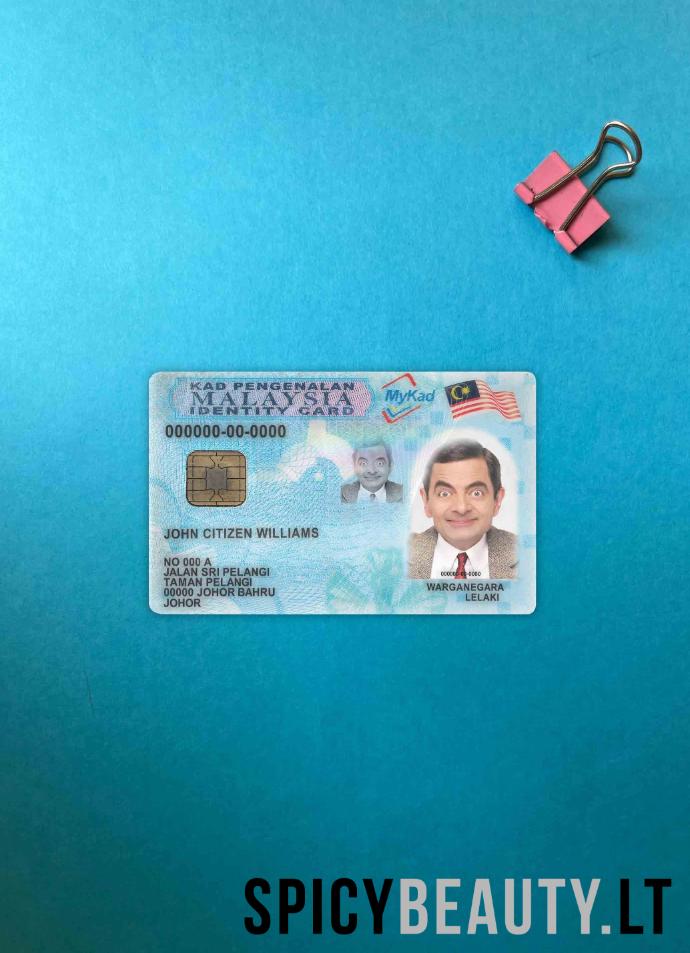 KAD PENGENALAN
MALAYSIA
IDENTITY CARD
MyKad
000000-00-0000
JOHN CITIZEN WILLIAMS
NO 000 A
JALAN SRI PELANGI
TAMAN PELANGI
00000 JOHOR BAHRU
JOHOR
000000-00-0000
WARGANEGARA
LELAKI
SPICYBEAUTY.LT